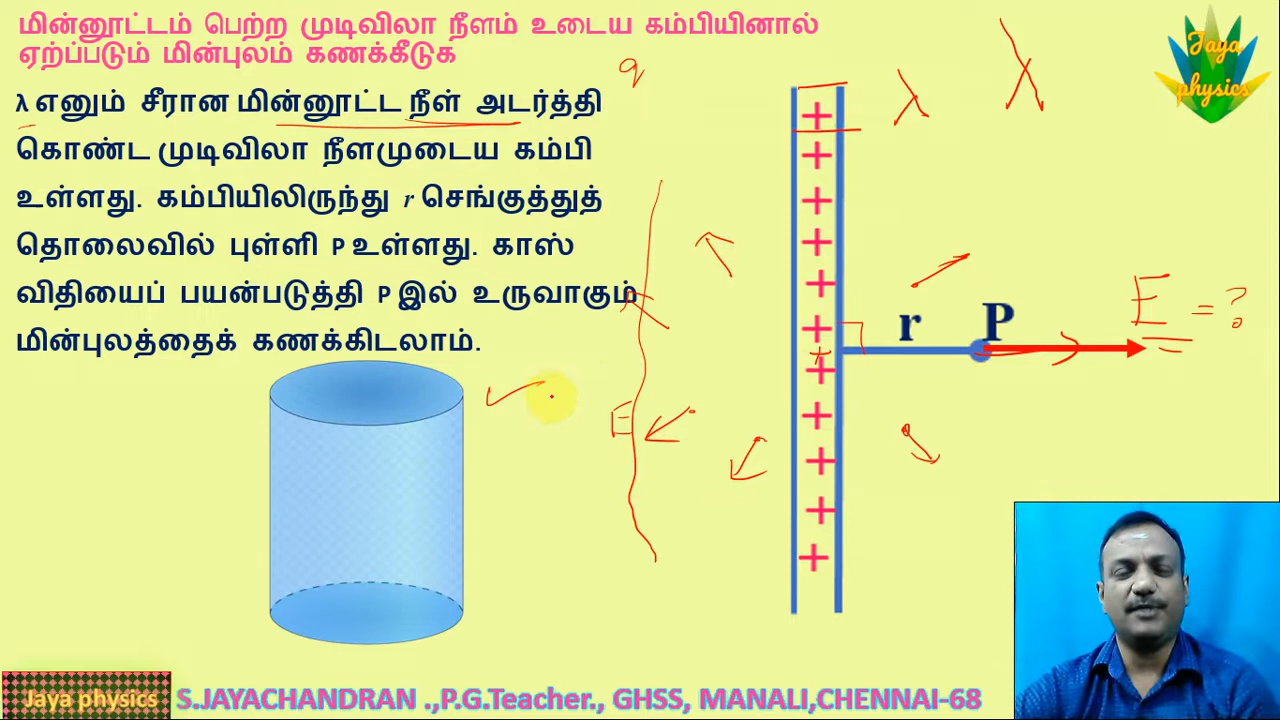 மின்னூட்டம் பெற்ற முடிவிலா நீளம் உடைய கம்பியினால்
ஏற்ப்படும் மின்புலம் கணக்கீடுக
λ எனும் சீரான மின்னூட்ட நீள் அடர்த்தி
கொண்ட முடிவிலா நீளமுடைய கம்பி
உள்ளது. கம்பியிலிருந்து r செங்குத்துத்
தொலைவில் புள்ளி P உள்ளது. காஸ்
விதியைப் பயன்படுத்தி P இல் உருவாகும்
மின்புலத்தைக் கணக்கிடலாம்.
q
λ
λ
Jaya
physics
+
+
+
+
+
+
+
+
+
+
+
+
r
P
E = ?
E
Jaya physics
S.JAYACHANDRAN .,P.G.Teacher., GHSS, MANALI,CHENNAI-68